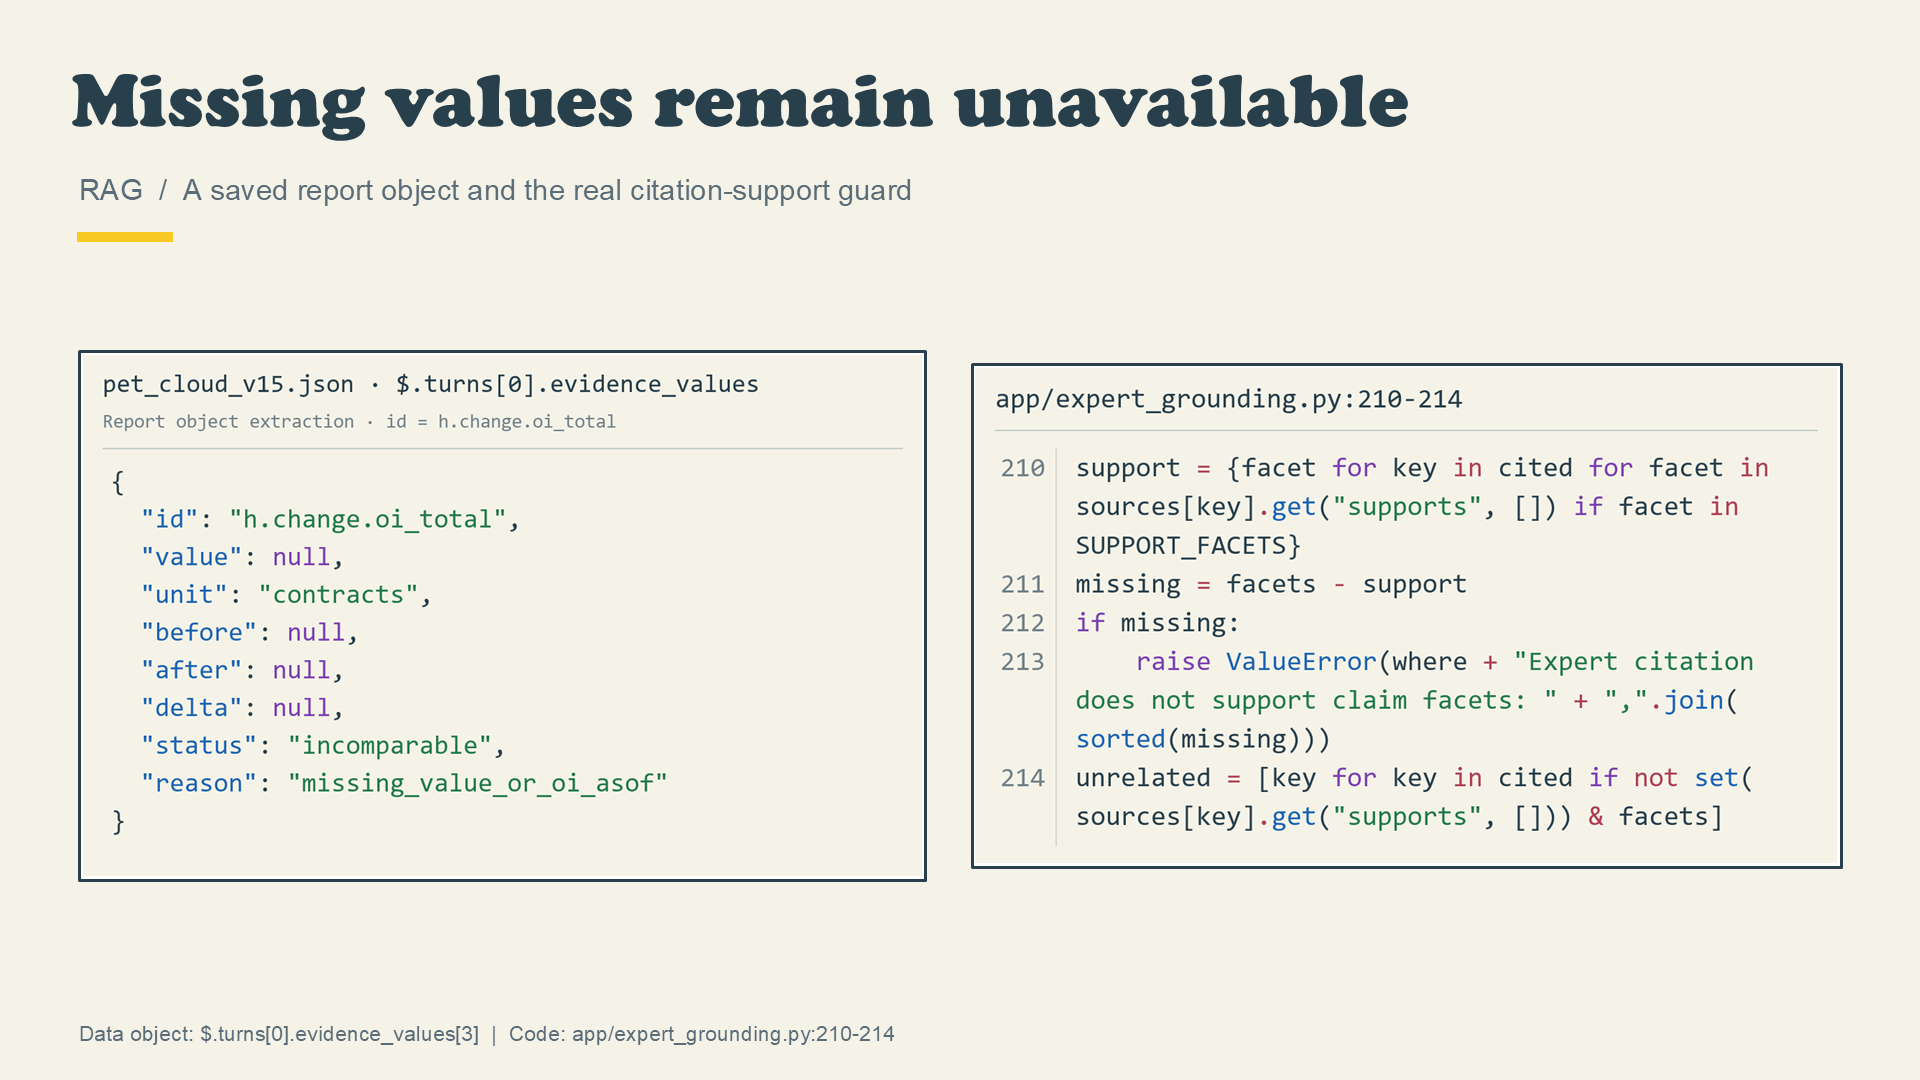 Missing values remain unavailable
RAG / A saved report object and the real citation-support guard
pet_cloud_v15.json · $.turns[0].evidence_values
Report object extraction · id = h.change.oi_total
{
  "id": "h.change.oi_total",
  "value": null,
  "unit": "contracts",
  "before": null,
  "after": null,
  "delta": null,
  "status": "incomparable",
  "reason": "missing_value_or_oi_asof"
}
app/expert_grounding.py:210-214
210 support = {facet for key in cited for facet in
sources[key].get("supports", []) if facet in
SUPPORT_FACETS}
211 missing = facets - support
212 if missing:
213     raise ValueError(where + "Expert citation
does not support claim facets: " + ",".join(
sorted(missing)))
214 unrelated = [key for key in cited if not set(
sources[key].get("supports", [])) & facets]
Data object: $.turns[0].evidence_values[3] | Code: app/expert_grounding.py:210-214